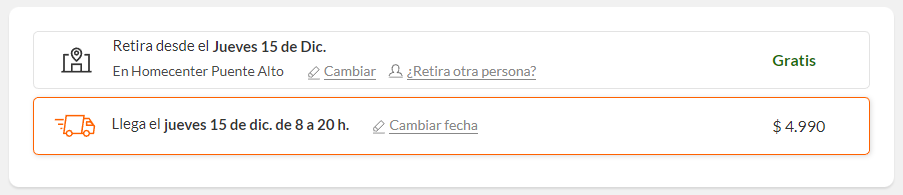 Retira desde el Jueves 15 de Dic.
Gratis
En Homecenter Puente Alto Cambiar ¿Retira otra persona?
Llega el jueves 15 de dic. de 8 a 20 h. Cambiar fecha $ 4.990